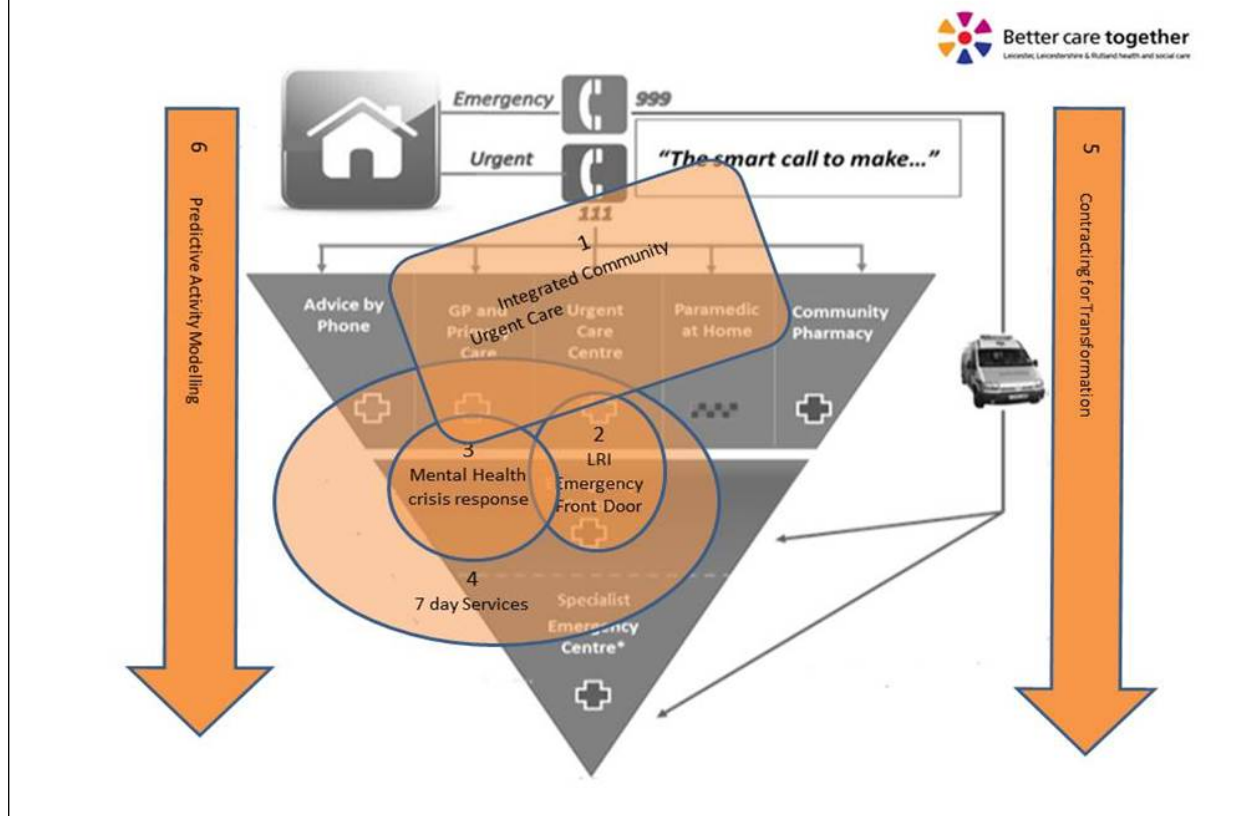 Better care together
Leicester, Leicestershire & Rutland health and social care
Emergency
999
Urgent
"The smart call to make..."
111
6
Predictive Activity Modelling
5
Contracting for Transformation
1
Integrated Community
Urgent Care
Advice by
Phone
GP and
Primary
Care
Urgent
Care
Centre
Paramedic
at Home
Community
Pharmacy
2
LRI
Emergency
Front Door
3
Mental Health
crisis response
4
7 day Services
Specialist
Emergency
Centre*